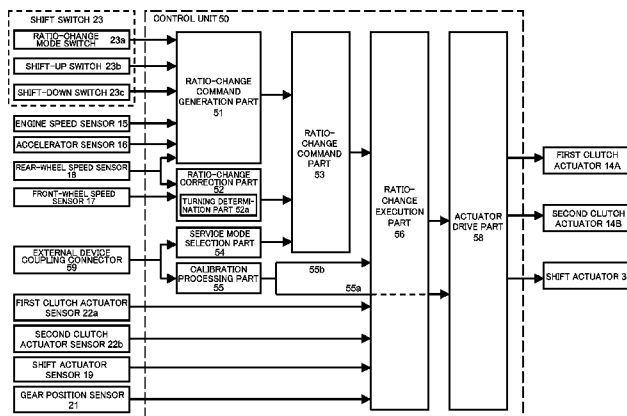 SHIFT SWITCH 23
RATIO-CHANGE
MODE SWITCH 23a
SHIFT-UP SWITCH 23b
SHIFT-DOWN SWITCH 23c
ENGINE SPEED SENSOR 15
ACCELERATOR SENSOR 16
REAR-WHEEL SPEED SENSOR
18
FRONT-WHEEL SPEED
SENSOR 17
EXTERNAL DEVICE
COUPLING CONNECTOR
59
FIRST CLUTCH ACTUATOR
SENSOR 22a
SECOND CLUTCH
ACTUATOR SENSOR 22b
SHIFT ACTUATOR
SENSOR 19
GEAR POSITION SENSOR
21
CONTROL UNIT 50
RATIO-CHANGE
COMMAND
GENERATION PART
51
RATIO-CHANGE
CORRECTION PART
52
TURNING DETERMI-
NATION PART 52a
SERVICE MODE
SELECTION PART
54
CALIBRATION
PROCESSING PART
55
55b
55a
RATIO-
CHANGE
COMMAND
PART
53
RATIO-
CHANGE
EXECUTION
PART
56
ACTUATOR
DRIVE PART
58
FIRST CLUTCH
ACTUATOR 14A
SECOND CLUTCH
ACTUATOR 14B
SHIFT ACTUATOR 3